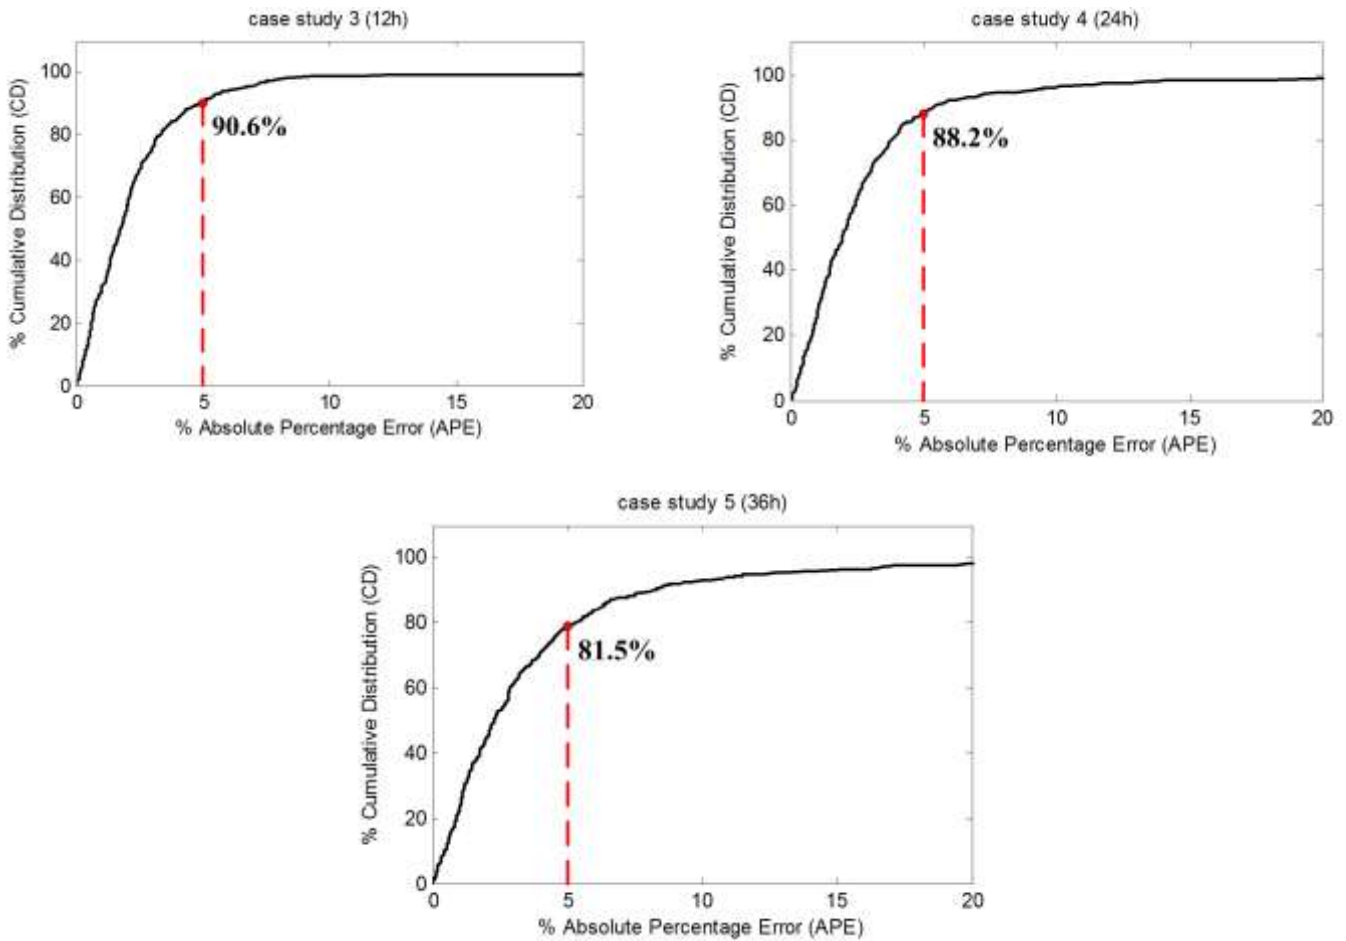 case study 3 (12h)
% Cumulative Distribution (CD)
100
80
60
40
20
0
90.6%
0 5 10 15 20
% Absolute Percentage Error (APE)
case study 4 (24h)
% Cumulative Distribution (CD)
100
80
60
40
20
0
88.2%
0 5 10 15 20
% Absolute Percentage Error (APE)
case study 5 (36h)
% Cumulative Distribution (CD)
100
80
60
40
20
0
81.5%
0 5 10 15 20
% Absolute Percentage Error (APE)